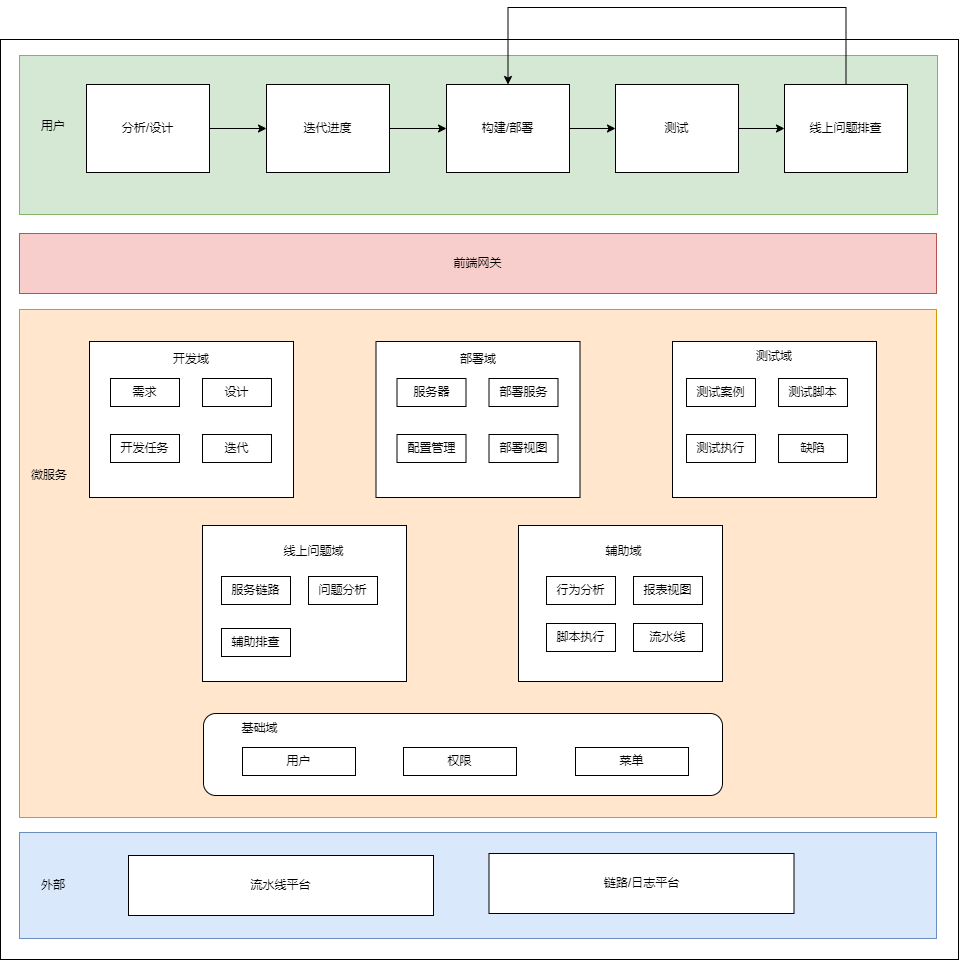 用户
分析/设计
迭代进度
构建/部署
测试
线上问题排查
前端网关
微服务
开发域
需求
设计
开发任务
迭代
部署域
服务器
部署服务
配置管理
部署视图
测试域
测试案例
测试脚本
测试执行
缺陷
线上问题域
服务链路
问题分析
辅助排查
辅助域
行为分析
报表视图
脚本执行
流水线
基础域
用户
权限
菜单
外部
流水线平台
链路/日志平台